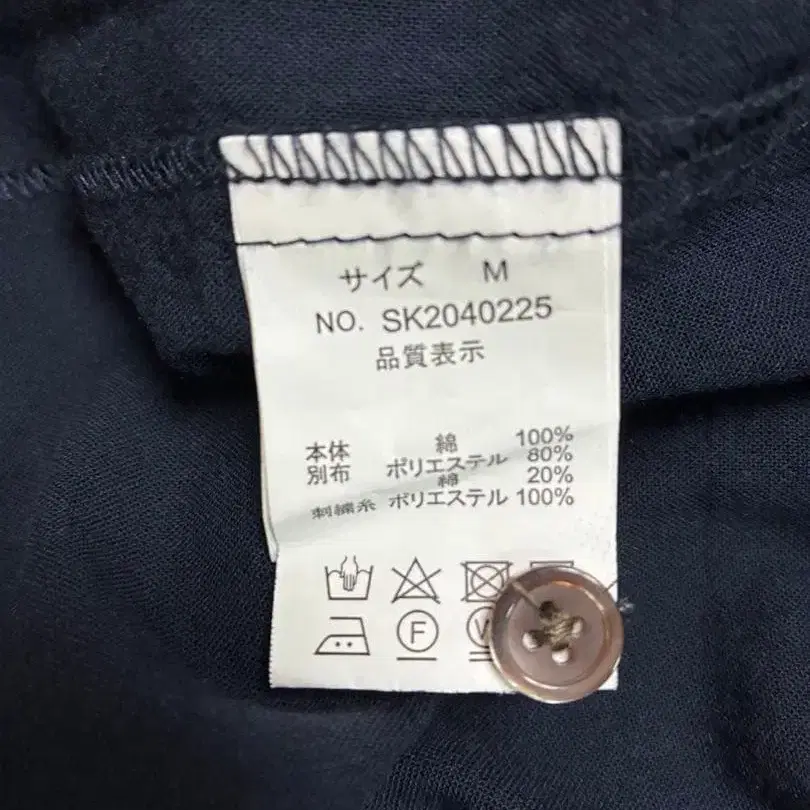 サイズ M
NO. SK2040225
品質表示
本体 綿 100%
別布 ポリエステル 80%
綿 20%
刺繍糸 ポリエステル 100%
F
W